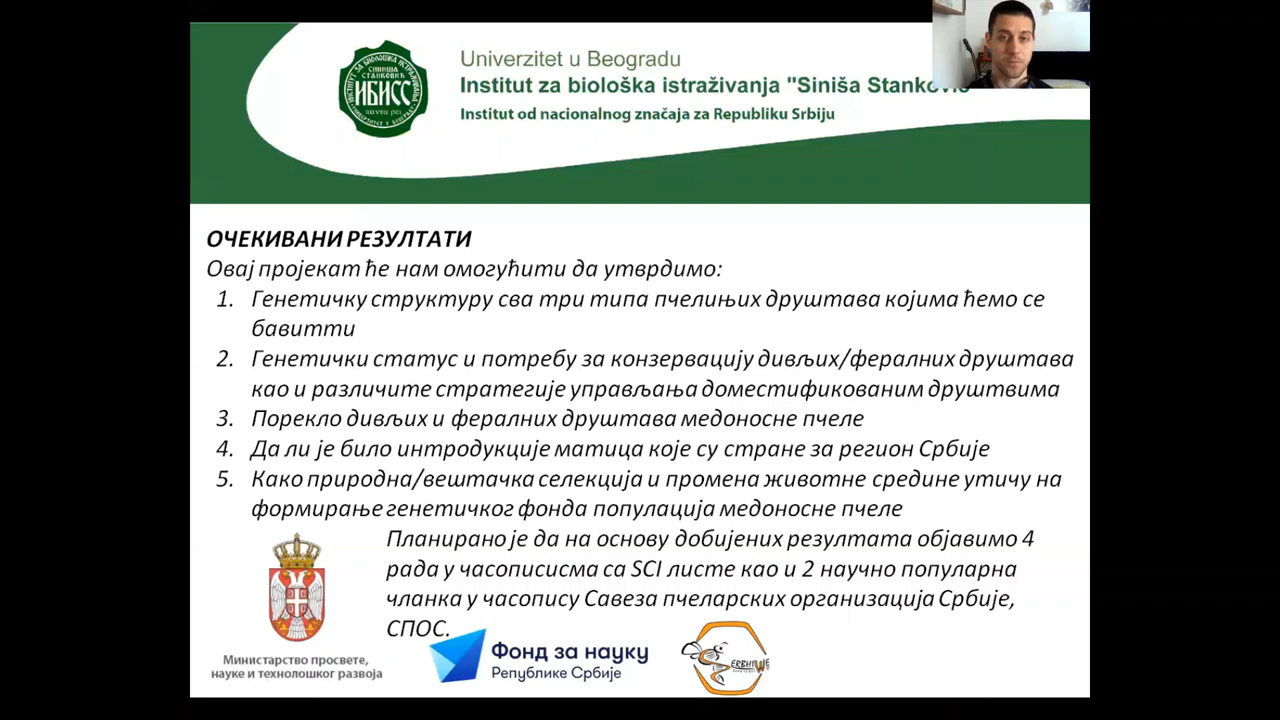 Univerzitet u Beogradu
Institut za biološka istraživanja "Siniša
Institut od nacionalnog značaja za Republiku Srbiju
СИНИША
СТАНКОВИЋ
ИБИСС
ОЧЕКИВАНИ РЕЗУЛТАТИ
Овај пројекат ће нам омогућити да утврдимо:
1. Генетичку структуру сва три типа пчелињих друштава којима ћемо се
бавитти
2. Генетички статус и потребу за конзервацију дивљих/фералних друштава
као и различите стратегије управљања доместификованим друштвима
3. Порекло дивљих и фералних друштава медоносне пчеле
4. Да ли је било интродукције матица које су стране за регион Србије
5. Како природна/вештачка селекција и промена животне средине утичу на
формирање генетичког фонда популација медоносне пчеле
Планирано је да на основу добијених резултата објавимо 4
рада у часописисма са SCI листе као и 2 научно популарна
чланка у часопису Савеза пчеларских организација Србије,
СПОС.
Министарство просвете,
науке и технолошког развоја
Фонд за науку
Републике Србије